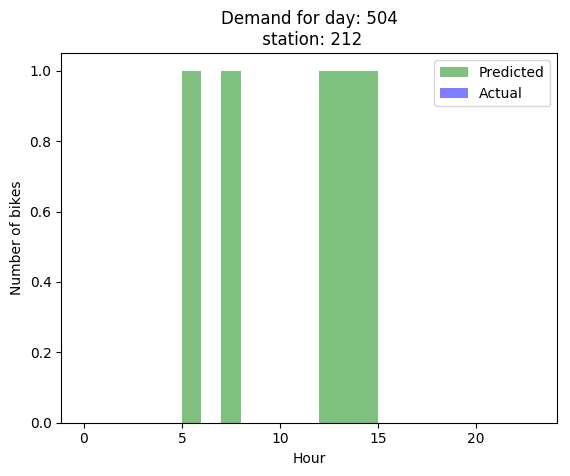 Demand for day: 504
station: 212
Predicted
Actual
Number of bikes
1.0
0.8
0.6
0.4
0.2
0.0
0
5
10
15
20
Hour